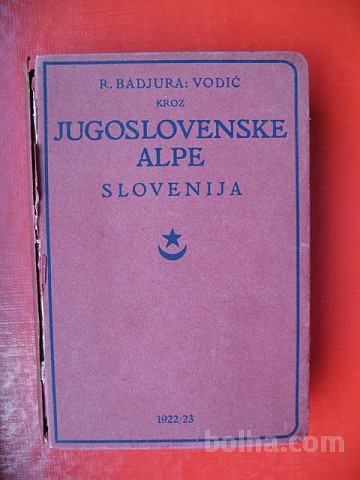 R. BADJURA: VODIĆ
KROZ
JUGOSLOVENSKE
ALPE
SLOVENIJA
1922/23
bolha.com